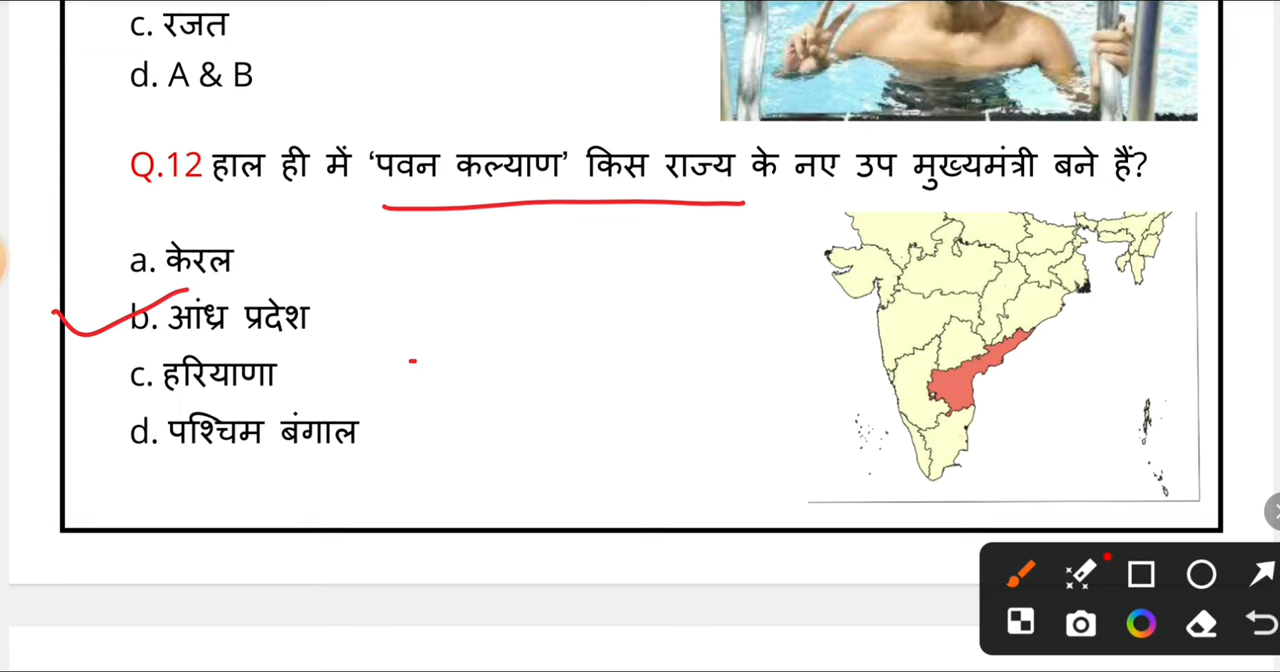 c. रजत
d. A & B
Q.12 हाल ही में ‘पवन कल्याण’ किस राज्य के नए उप मुख्यमंत्री बने हैं?
a. केरल
b. आंध्र प्रदेश
c. हरियाणा
d. पश्चिम बंगाल